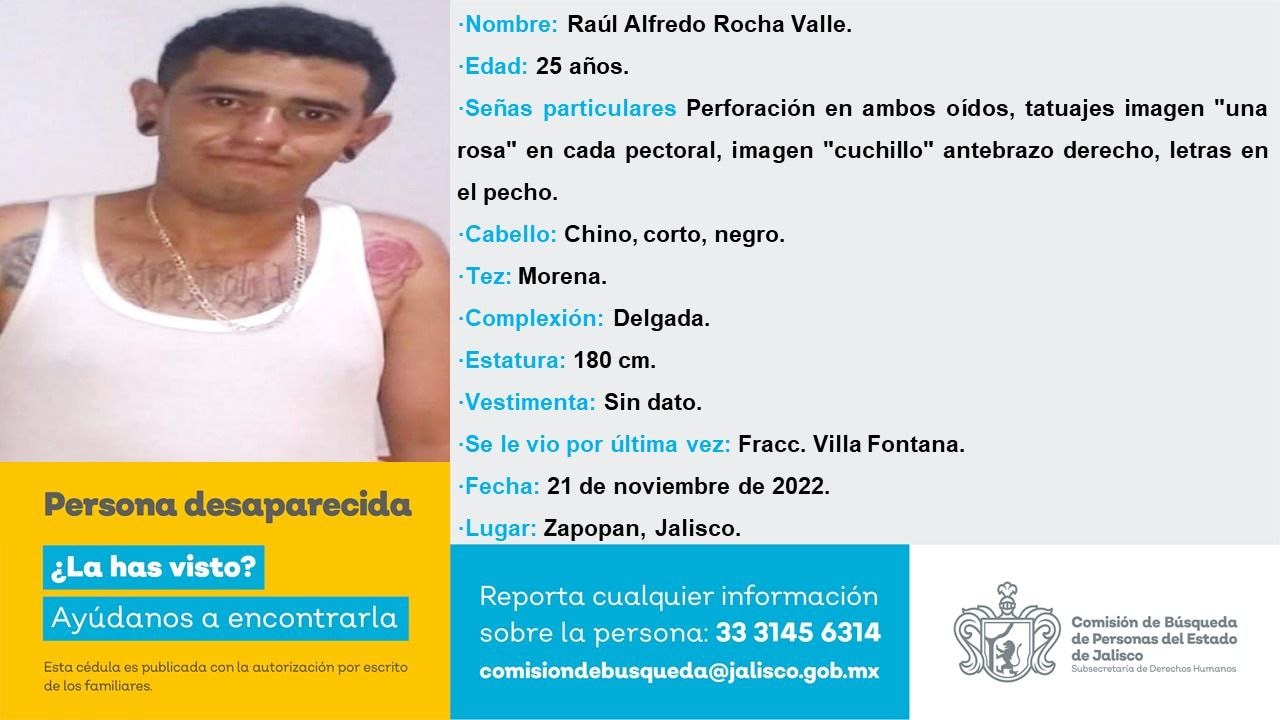 ·Nombre: Raúl Alfredo Rocha Valle.
·Edad: 25 años.
·Señas particulares Perforación en ambos oídos, tatuajes imagen "una
rosa" en cada pectoral, imagen "cuchillo" antebrazo derecho, letras en
el pecho.
·Cabello: Chino, corto, negro.
·Tez: Morena.
·Complexión: Delgada.
·Estatura: 180 cm.
·Vestimenta: Sin dato.
·Se le vio por última vez: Fracc. Villa Fontana.
·Fecha: 21 de noviembre de 2022.
·Lugar: Zapopan, Jalisco.
Persona desaparecida
¿La has visto?
Ayúdanos a encontrarla
Esta cédula es publicada con la autorización por escrito
de los familiares.
Reporta cualquier información
sobre la persona: 33 3145 6314
comisiondebusqueda@jalisco.gob.mx
Comisión de Búsqueda
de Personas del Estado
de Jalisco
Subsecretaría de Derechos Humanos